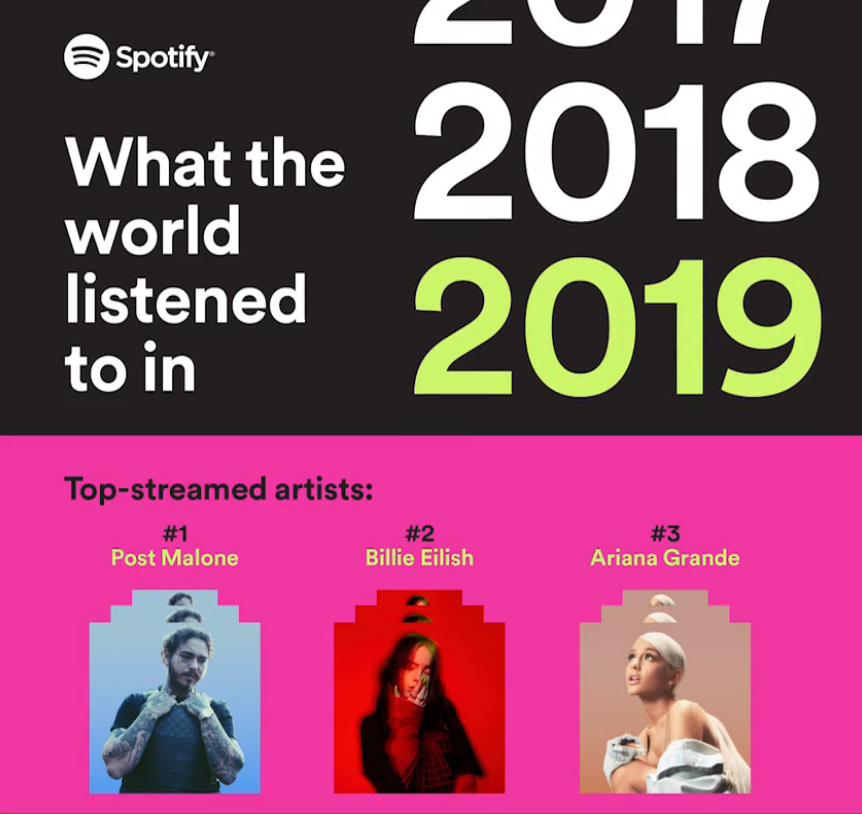 Spotify®
What the
world
listened
to in
2017
2018
2019
Top-streamed artists:
#1
Post Malone
#2
Billie Eilish
#3
Ariana Grande